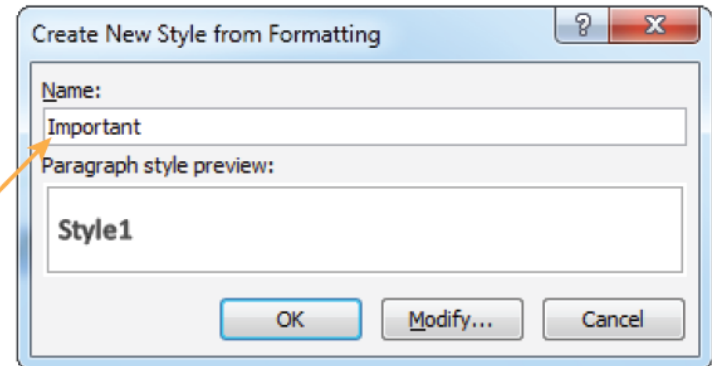 Create New Style from Formatting ? X
Name:
Important
Paragraph style preview:
Style1
OK Modify... Cancel